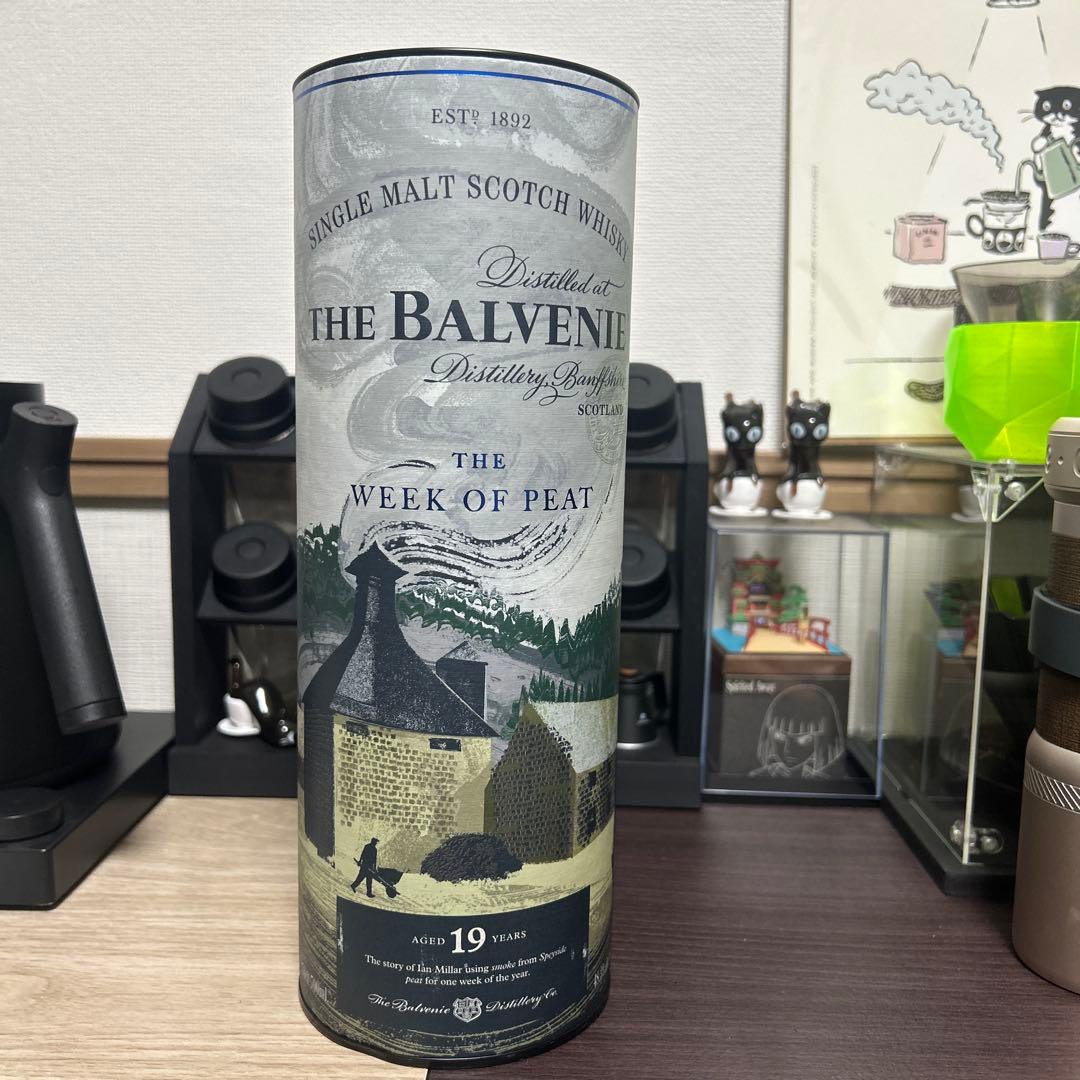 ESTD 1892
SINGLE MALT SCOTCH WHISKY
Distilled at
THE BALVENIE
Distillery, Banffshire
SCOTLAND
THE
WEEK OF PEAT
AGED 19 YEARS
The story of Ian Millar using smoke from Speyside
peat for one week of the year.
The Balvenie Distillery Co.
Spirited Away